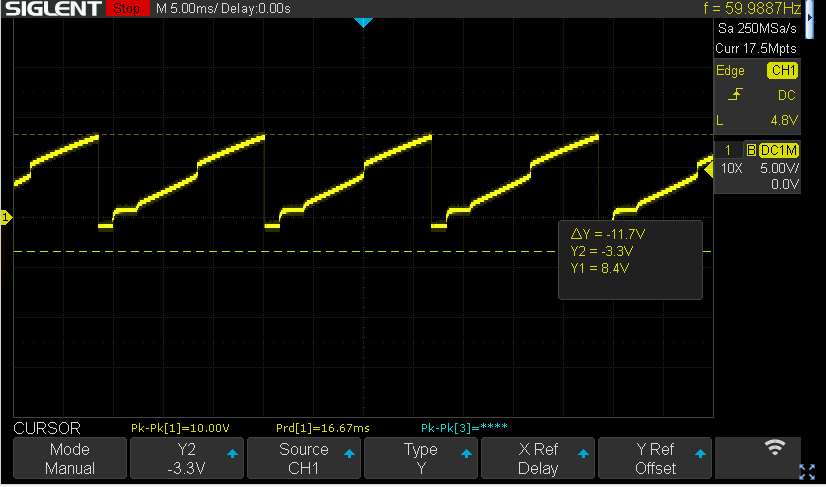 SIGLENT Stop M 5.00ms/ Delay:0.00s f = 59.9887Hz
Sa 250MSa/s
Curr 17.5Mpts
Edge CH1
DC
L 4.8V
1 B DC1M
10X 5.00V/
0.0V
1
△Y = -11.7V
Y2 = -3.3V
Y1 = 8.4V
CURSOR Pk-Pk[1]=10.00V Prd[1]=16.67ms Pk-Pk[3]=****
Mode
Manual
Y2
-3.3V
Source
CH1
Type
Y
X Ref
Delay
Y Ref
Offset